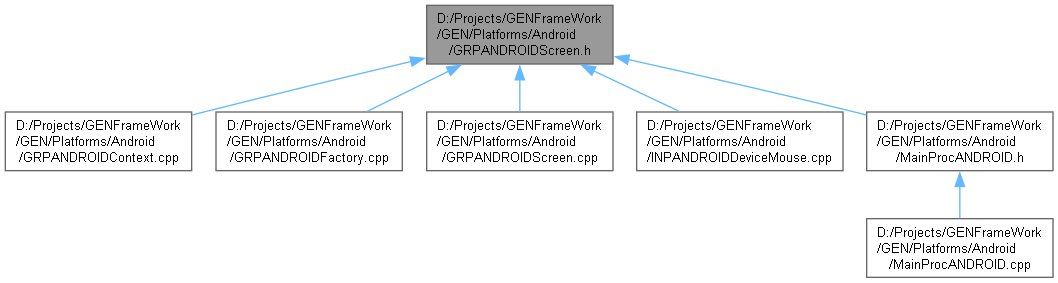 D:/Projects/GENFrameWork
/GEN/Platforms/Android
/GRPANDROIDScreen.h
D:/Projects/GENFrameWork
/GEN/Platforms/Android
/GRPANDROIDContext.cpp
D:/Projects/GENFrameWork
/GEN/Platforms/Android
/GRPANDROIDFactory.cpp
D:/Projects/GENFrameWork
/GEN/Platforms/Android
/GRPANDROIDScreen.cpp
D:/Projects/GENFrameWork
/GEN/Platforms/Android
/INPANDROIDDeviceMouse.cpp
D:/Projects/GENFrameWork
/GEN/Platforms/Android
/MainProcANDROID.h
D:/Projects/GENFrameWork
/GEN/Platforms/Android
/MainProcANDROID.cpp